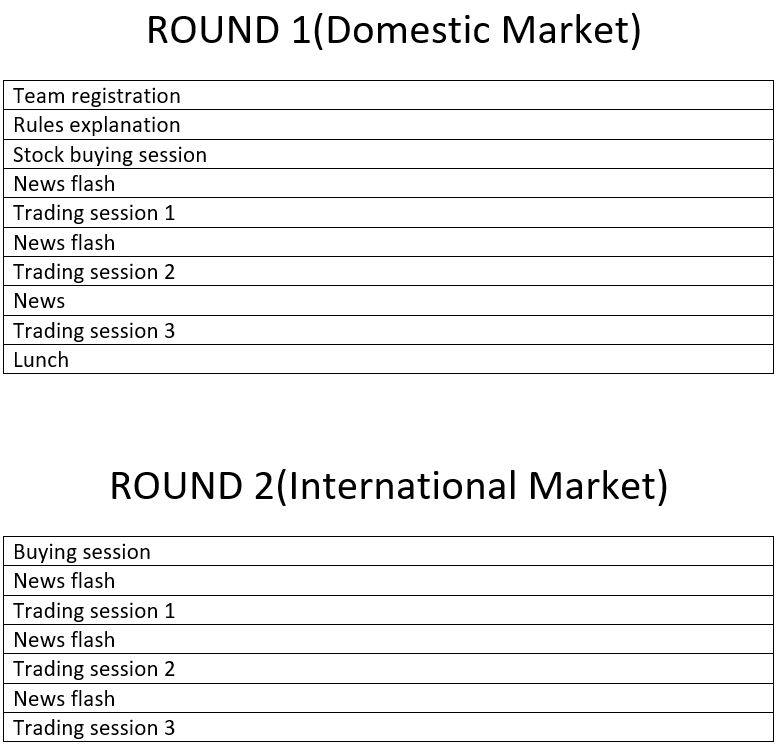 ROUND 1(Domestic Market)
Team registration
Rules explanation
Stock buying session
News flash
Trading session 1
News flash
Trading session 2
News
Trading session 3
Lunch
ROUND 2(International Market)
Buying session
News flash
Trading session 1
News flash
Trading session 2
News flash
Trading session 3